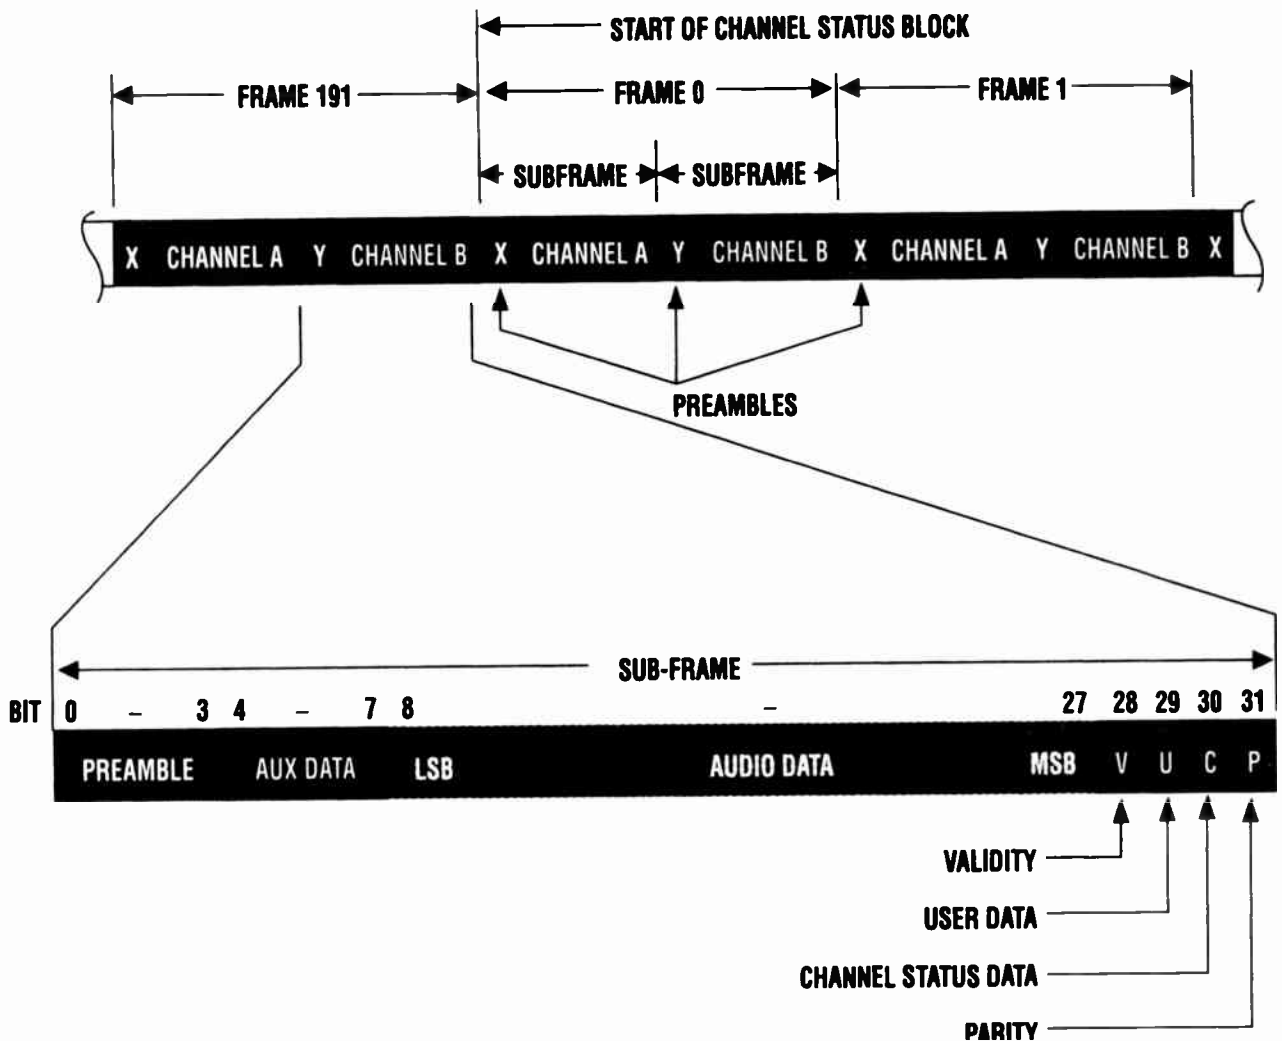 START OF CHANNEL STATUS BLOCK
FRAME 191 FRAME 0 FRAME 1
SUBFRAME SUBFRAME
X CHANNEL A Y CHANNEL B X CHANNEL A Y CHANNEL B X CHANNEL A Y CHANNEL B X
PREAMBLES
SUB-FRAME
BIT 0 – 3 4 – 7 8 – 27 28 29 30 31
PREAMBLE AUX DATA LSB AUDIO DATA MSB V U C P
VALIDITY
USER DATA
CHANNEL STATUS DATA
PARITY